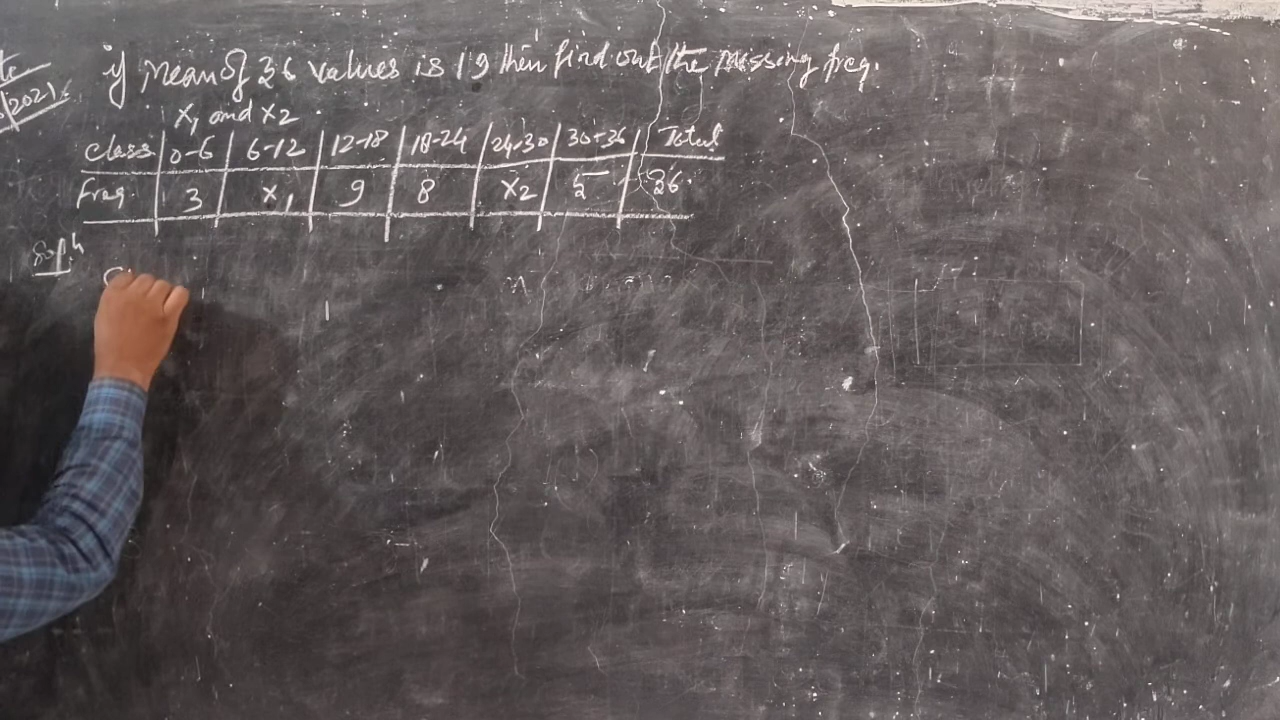 if Mean of 36 values is 19 then find out the missing freq.
/2021
x₁ and x₂
class 0-6 6-12 12-18 18-24 24-30 30-36 Total
freq. 3 x₁ 9 8 x₂ 5 36
Solⁿ